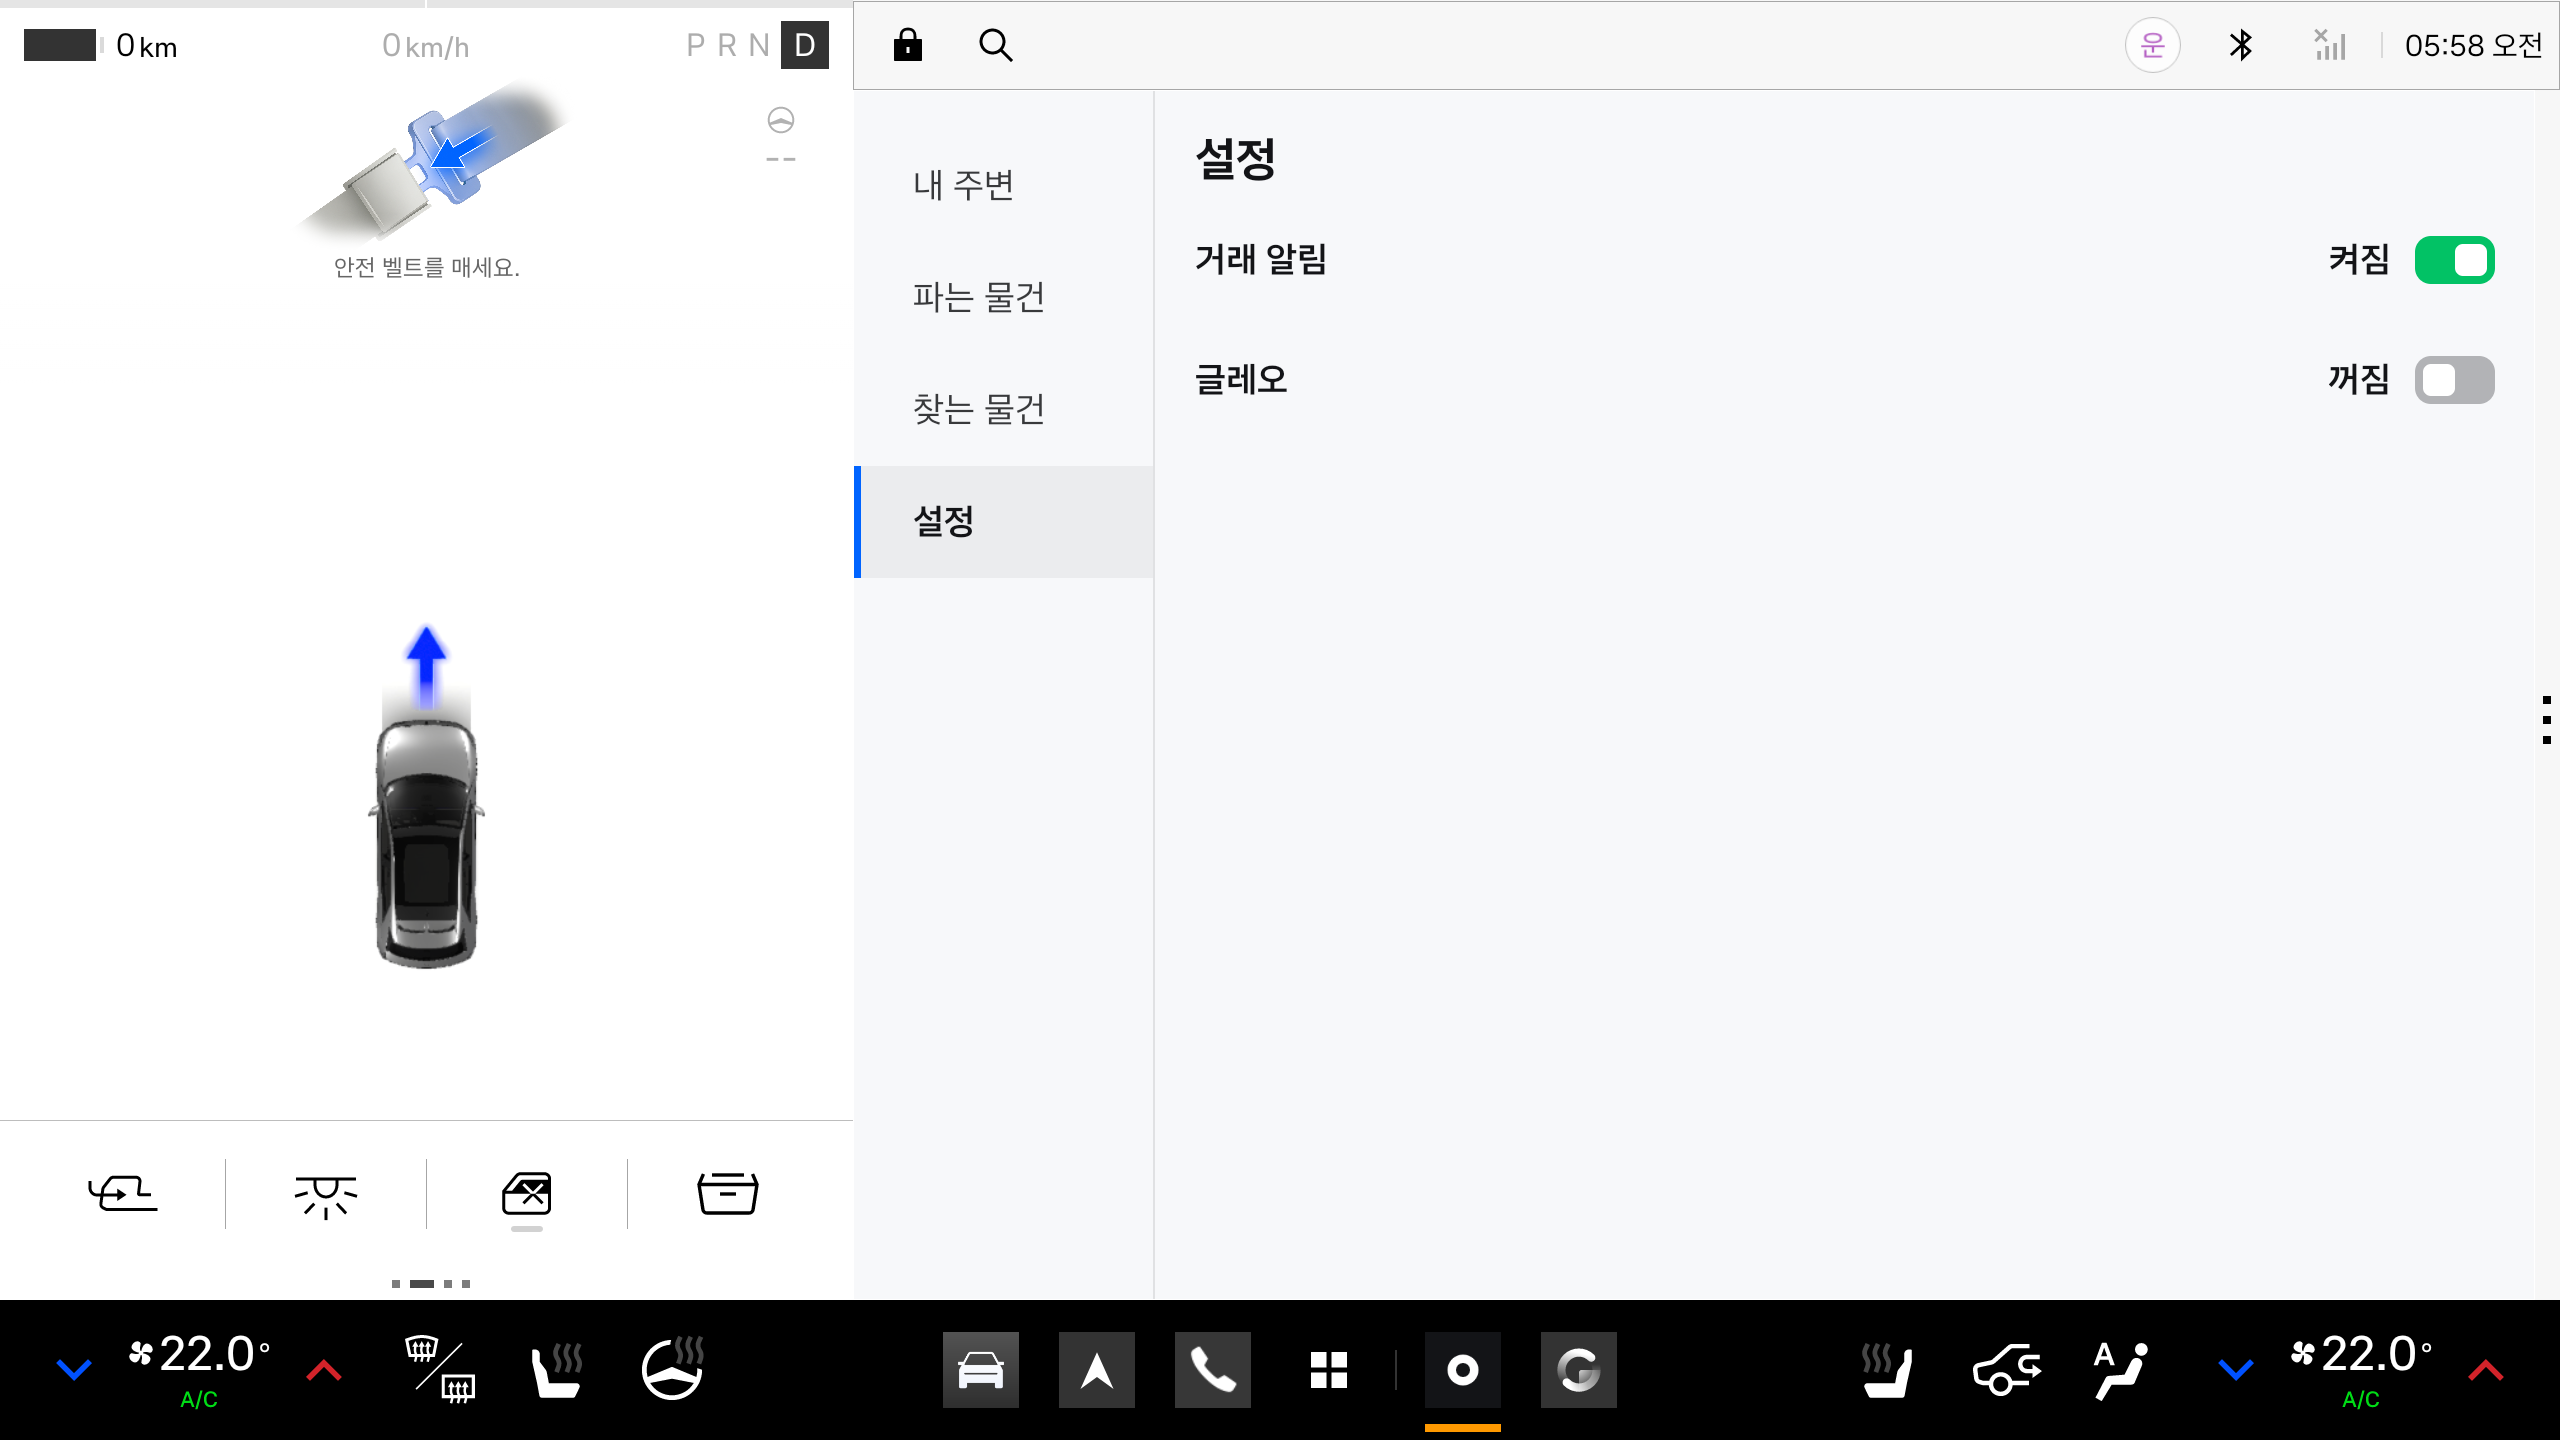 0 km
0 km/h
P R N D
운
05:58 오전
--
안전 벨트를 매세요.
내 주변
파는 물건
찾는 물건
설정
설정
거래 알림
켜짐
글레오
꺼짐
22.0°
A/C
A
22.0°
A/C